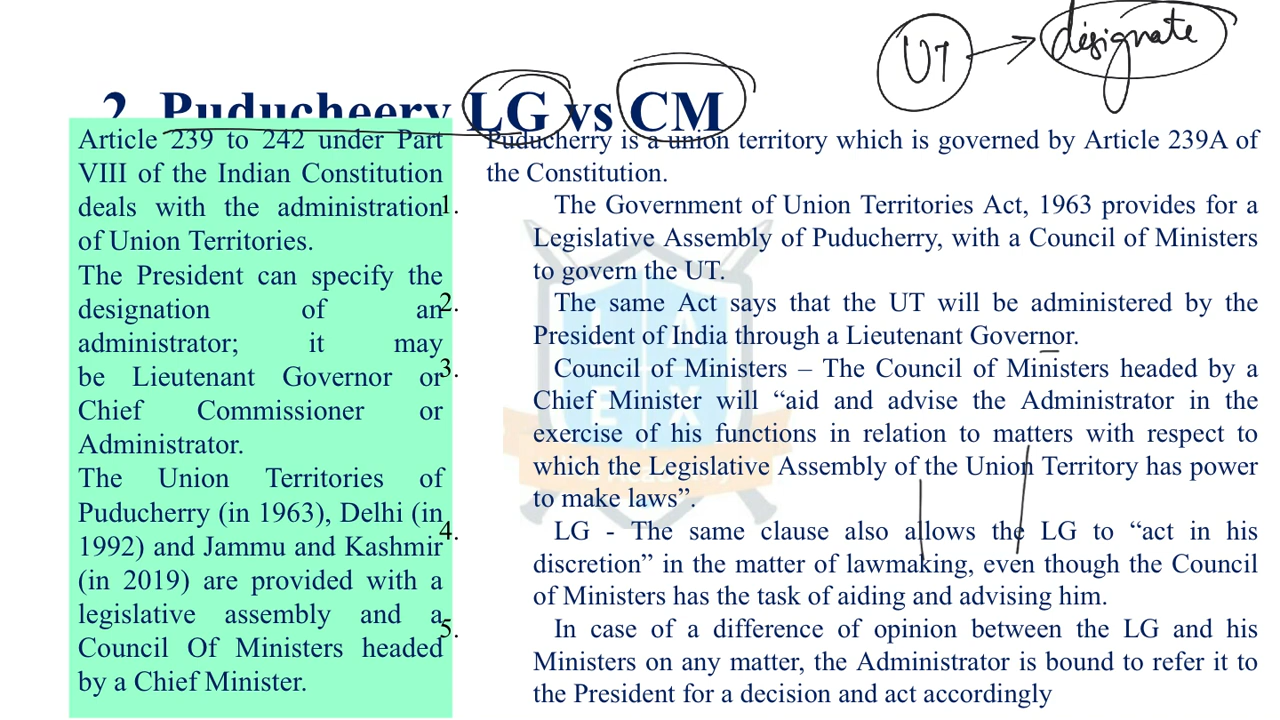 UT → designate
2. Puducheery LG vs CM
Article 239 to 242 under Part
VIII of the Indian Constitution
deals with the administration
of Union Territories.
The President can specify the
designation of an
administrator; it may
be Lieutenant Governor or
Chief Commissioner or
Administrator.
The Union Territories of
Puducherry (in 1963), Delhi (in
1992) and Jammu and Kashmir
(in 2019) are provided with a
legislative assembly and a
Council Of Ministers headed
by a Chief Minister.
Puducherry is a union territory which is governed by Article 239A of
the Constitution.
1. The Government of Union Territories Act, 1963 provides for a
Legislative Assembly of Puducherry, with a Council of Ministers
to govern the UT.
2. The same Act says that the UT will be administered by the
President of India through a Lieutenant Governor.
3. Council of Ministers – The Council of Ministers headed by a
Chief Minister will “aid and advise the Administrator in the
exercise of his functions in relation to matters with respect to
which the Legislative Assembly of the Union Territory has power
to make laws”.
4. LG - The same clause also allows the LG to “act in his
discretion” in the matter of lawmaking, even though the Council
of Ministers has the task of aiding and advising him.
5. In case of a difference of opinion between the LG and his
Ministers on any matter, the Administrator is bound to refer it to
the President for a decision and act accordingly